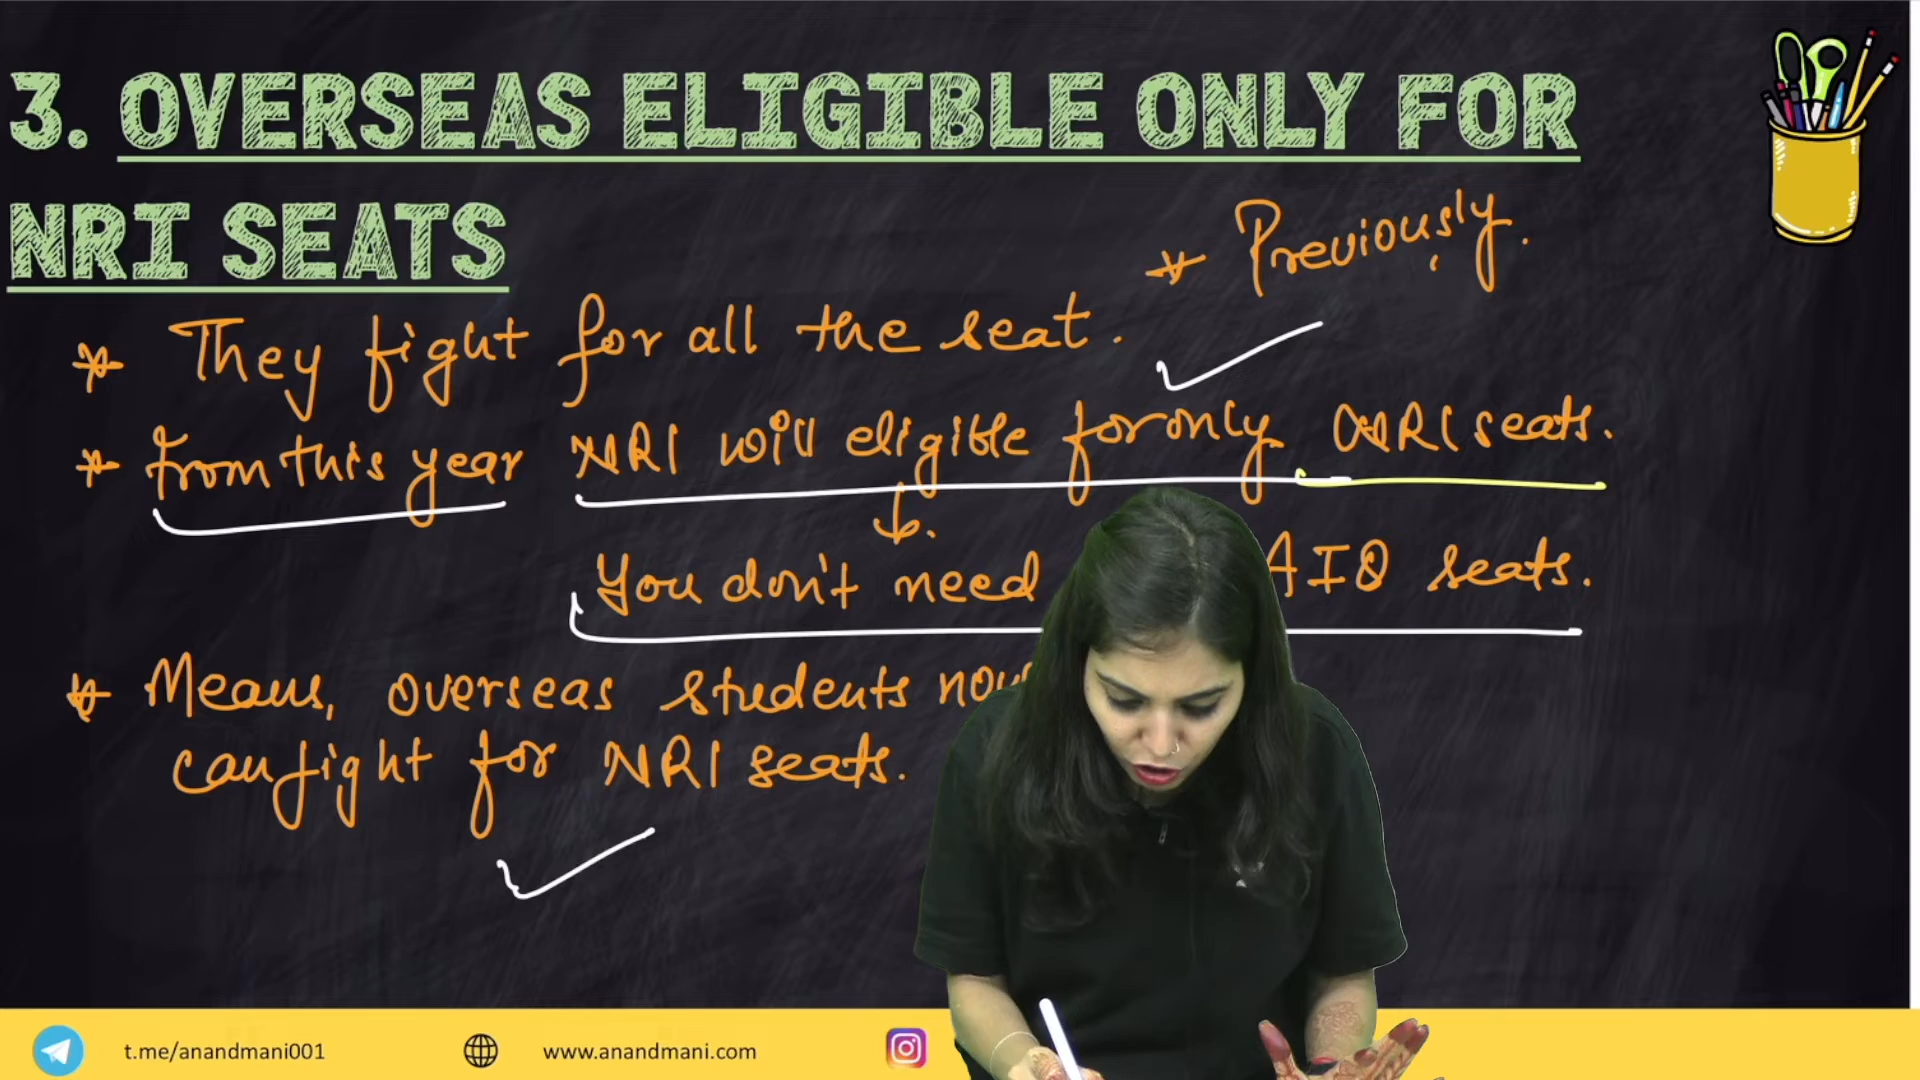 3. OVERSEAS ELIGIBLE ONLY FOR
NRI SEATS
* Previously.
* They fight for all the seat.
* from this year NRI will eligible for only NRI seats.
You don't need AIQ seats.
* Means, overseas students now
can fight for NRI seats.
t.me/anandmani001
www.anandmani.com